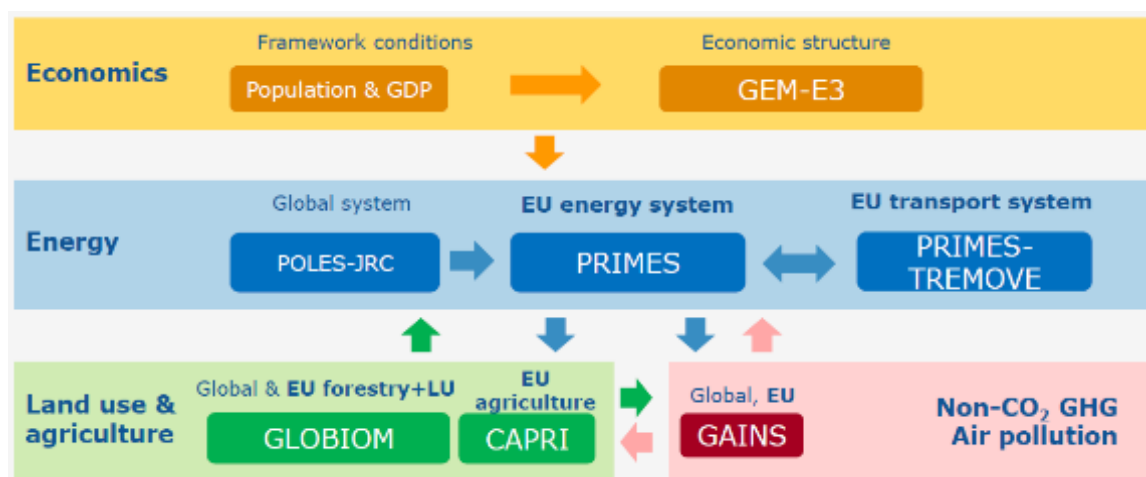 Framework conditions
Economic structure
Economics
Population & GDP
GEM-E3
Global system
EU energy system
EU transport system
Energy
POLES-JRC
PRIMES
PRIMES-
TREMOVE
Global & EU forestry+LU
EU
agriculture
Global, EU
Land use &
agriculture
GLOBIOM
CAPRI
GAINS
Non-CO₂ GHG
Air pollution